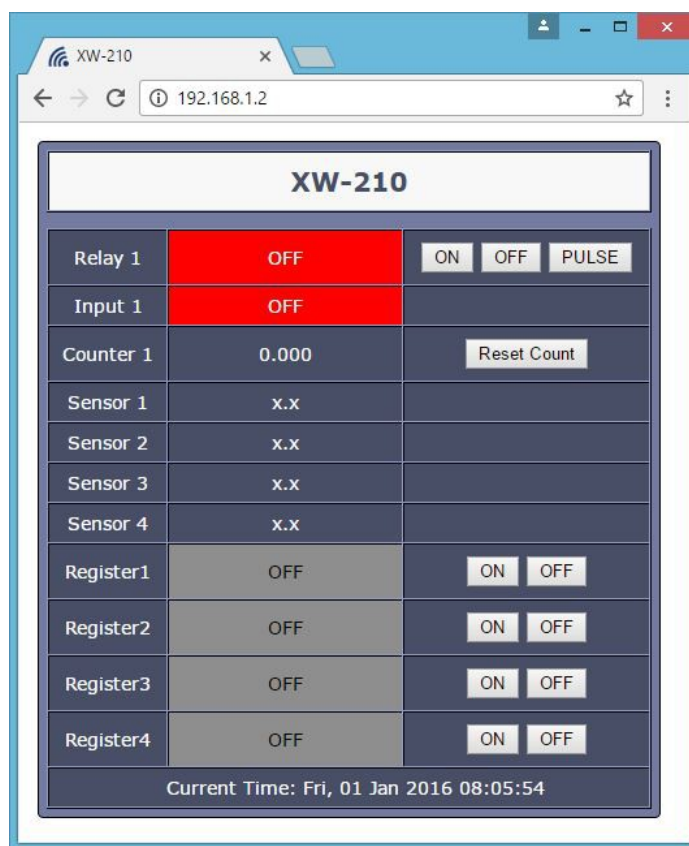 XW-210
192.168.1.2
XW-210
Relay 1 OFF ON OFF PULSE
Input 1 OFF
Counter 1 0.000 Reset Count
Sensor 1 x.x
Sensor 2 x.x
Sensor 3 x.x
Sensor 4 x.x
Register1 OFF ON OFF
Register2 OFF ON OFF
Register3 OFF ON OFF
Register4 OFF ON OFF
Current Time: Fri, 01 Jan 2016 08:05:54